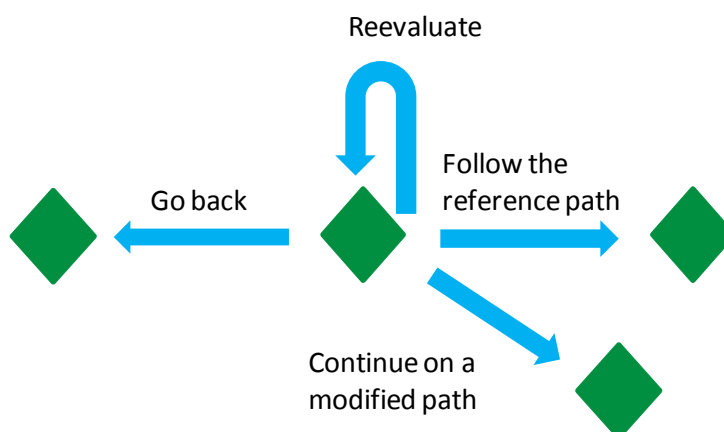 Reevaluate
Go back
Follow the
reference path
Continue on a
modified path